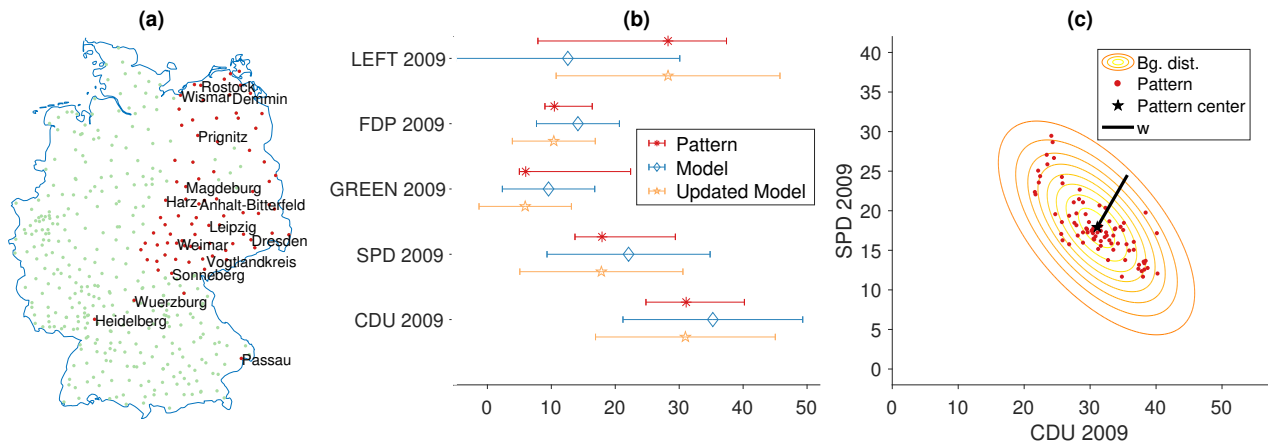 (a)
Rostock
Wismar
Demmin
Prignitz
Magdeburg
Harz
Anhalt-Bitterfeld
Leipzig
Weimar
Dresden
Vogtlandkreis
Sonneberg
Wuerzburg
Heidelberg
Passau
(b)
LEFT 2009
FDP 2009
GREEN 2009
SPD 2009
CDU 2009
Pattern
Model
Updated Model
0 10 20 30 40 50
(c)
SPD 2009
40
35
30
25
20
15
10
5
0
Bg. dist.
Pattern
Pattern center
w
0 10 20 30 40 50
CDU 2009